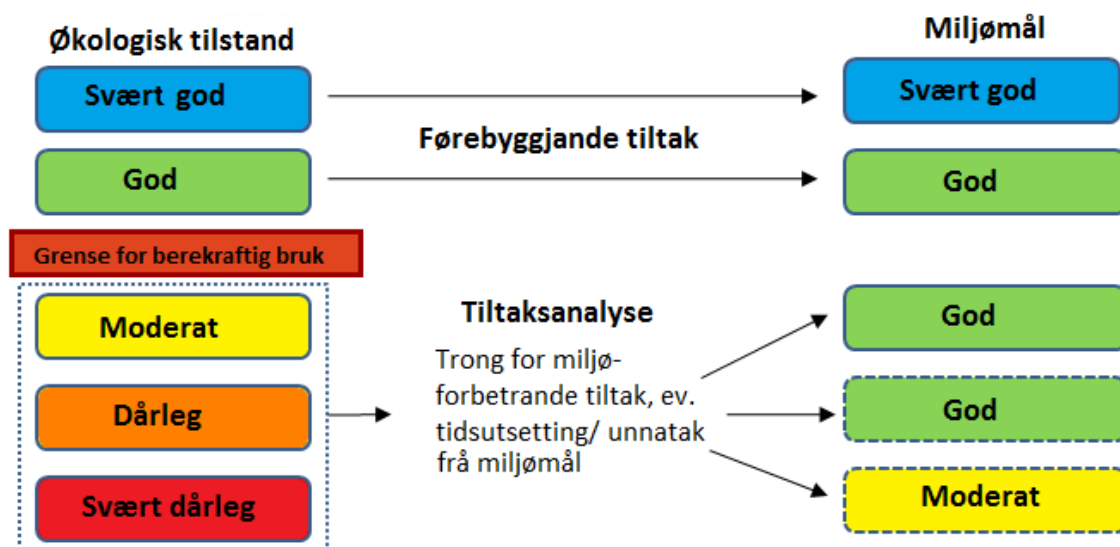 Økologisk tilstand
Miljømål
Svært god
Svært god
Førebyggjande tiltak
God
God
Grense for berekraftig bruk
Moderat
Dårleg
Svært dårleg
Tiltaksanalyse
Trong for miljø-
forbetrande tiltak, ev.
tidsutsetting/ unnatak
frå miljømål
God
God
Moderat